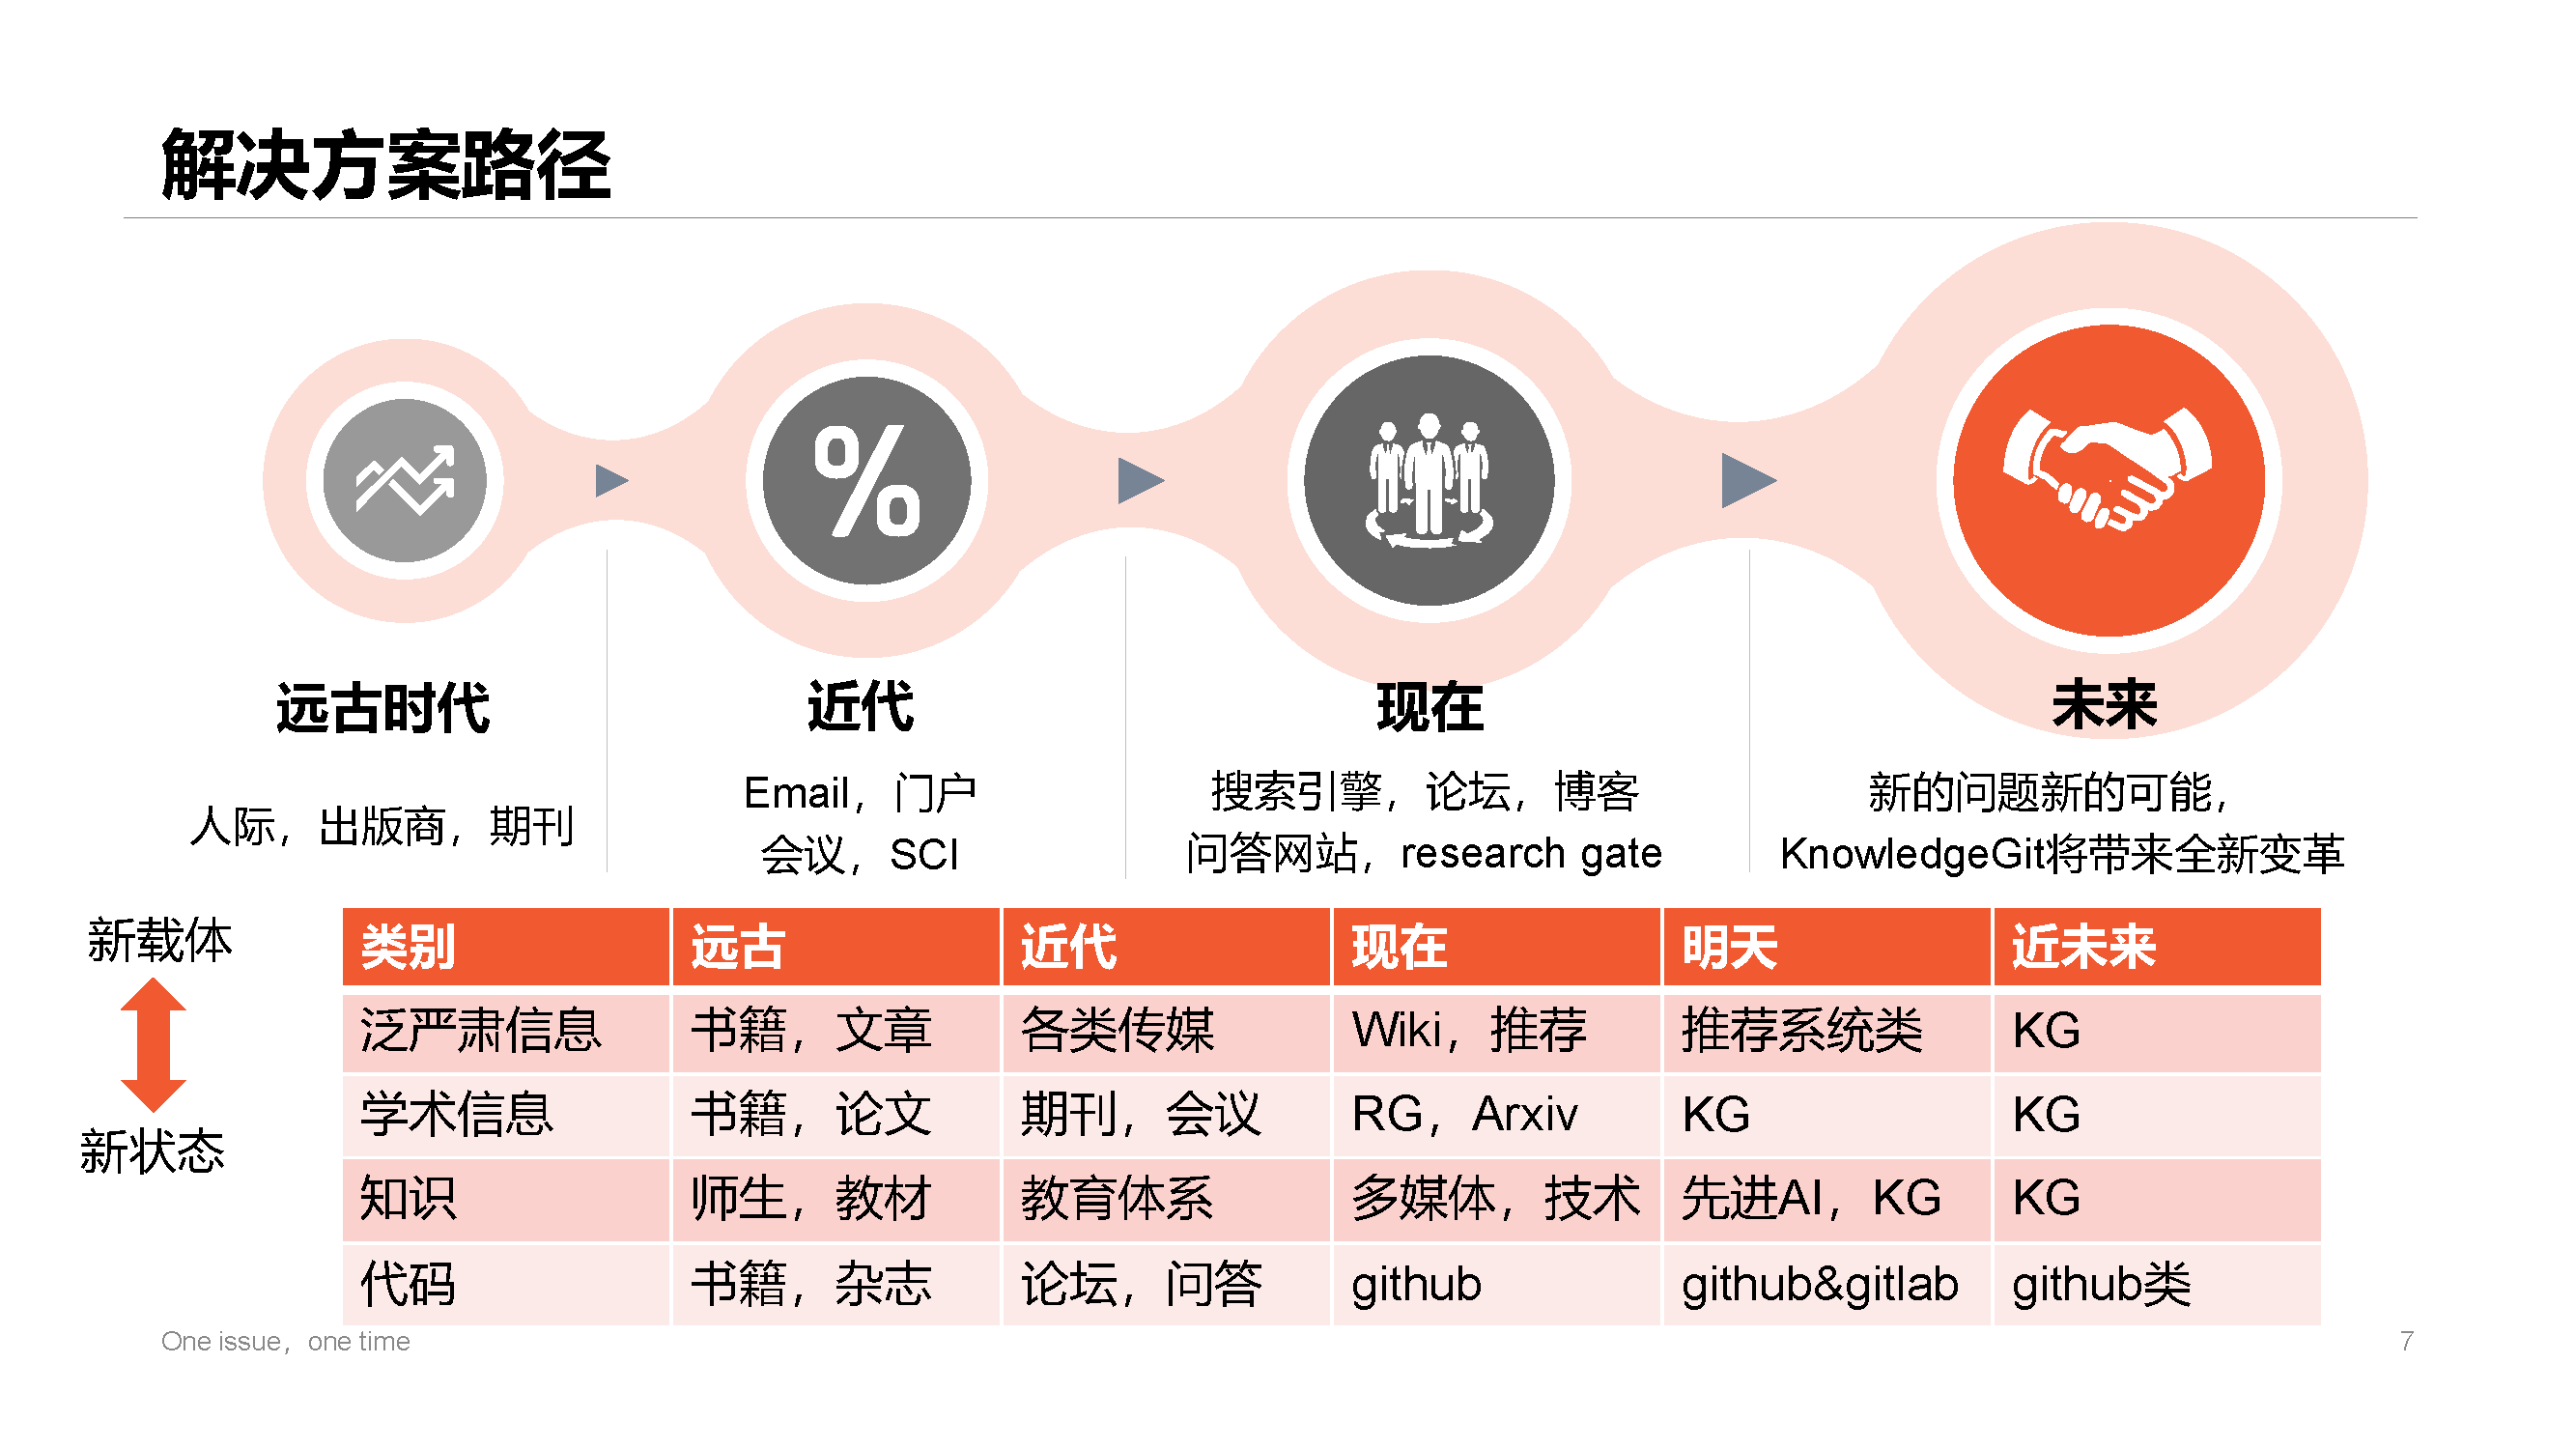 解决方案路径
%
远古时代
近代
现在
未来
人际，出版商，期刊
Email，门户
会议，SCI
搜索引擎，论坛，博客
问答网站，research gate
新的问题新的可能，
KnowledgeGit将带来全新变革
新载体
新状态
类别 远古 近代 现在 明天 近未来
泛严肃信息 书籍，文章 各类传媒 Wiki，推荐 推荐系统类 KG
学术信息 书籍，论文 期刊，会议 RG，Arxiv KG KG
知识 师生，教材 教育体系 多媒体，技术 先进AI，KG KG
代码 书籍，杂志 论坛，问答 github github&gitlab github类
One issue，one time
7